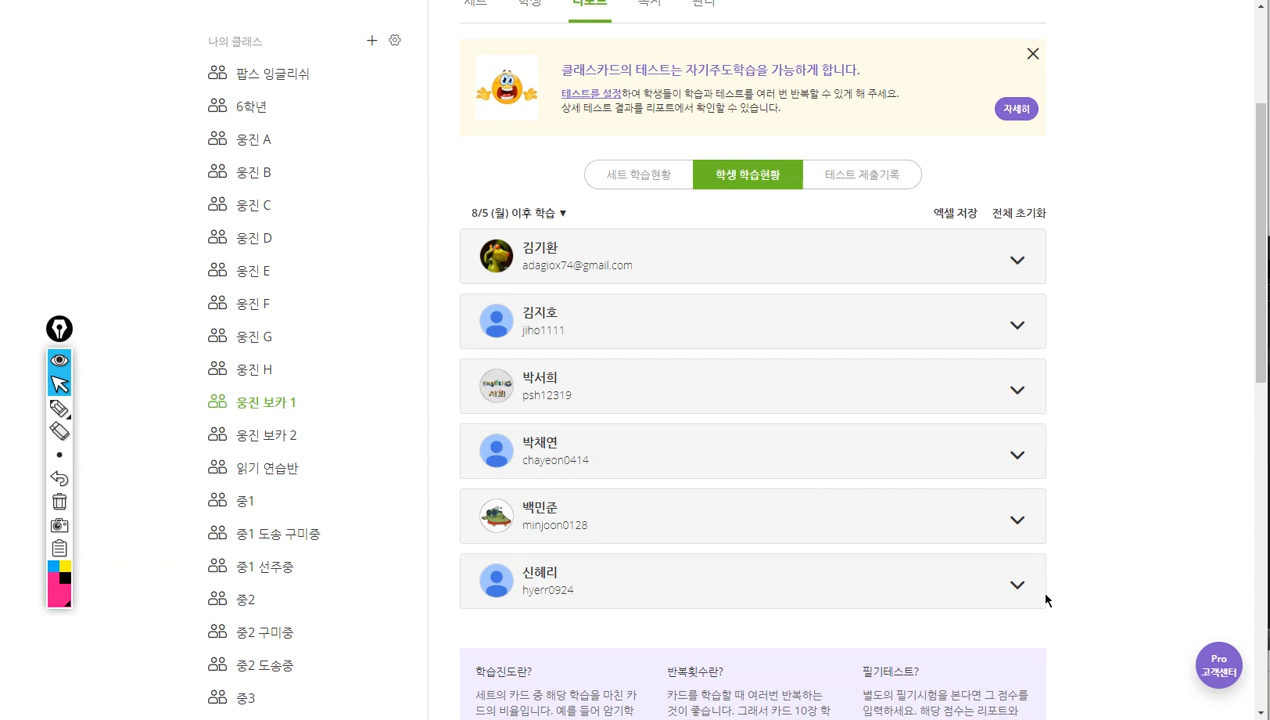 세트 학생 리포트 쪽지 관리
나의 클래스
팝스 잉글리쉬
6학년
웅진 A
웅진 B
웅진 C
웅진 D
웅진 E
웅진 F
웅진 G
웅진 H
웅진 보카 1
웅진 보카 2
읽기 연습반
중1
중1 도송 구미중
중1 선주중
중2
중2 구미중
중2 도송중
중3
클래스카드의 테스트는 자기주도학습을 가능하게 합니다.
테스트를 설정하여 학생들이 학습과 테스트를 여러 번 반복할 수 있게 해 주세요.
상세 테스트 결과를 리포트에서 확인할 수 있습니다.
자세히
세트 학습현황 학생 학습현황 테스트 제출기록
8/5 (월) 이후 학습 ▼ 엑셀 저장 전체 초기화
김기환
adagiox74@gmail.com
김지호
jiho1111
박서희
psh12319
박채연
chayeon0414
백민준
minjoon0128
신혜리
hyerr0924
학습진도란?
세트의 카드 중 해당 학습을 마친 카
드의 비율입니다. 예를 들어 암기학
반복횟수란?
카드를 학습할 때 여러번 반복하는
것이 좋습니다. 그래서 카드 10장 학
필기테스트?
별도의 필기시험을 본다면 그 점수를
입력하세요. 해당 점수는 리포트와
Pro
고객센터